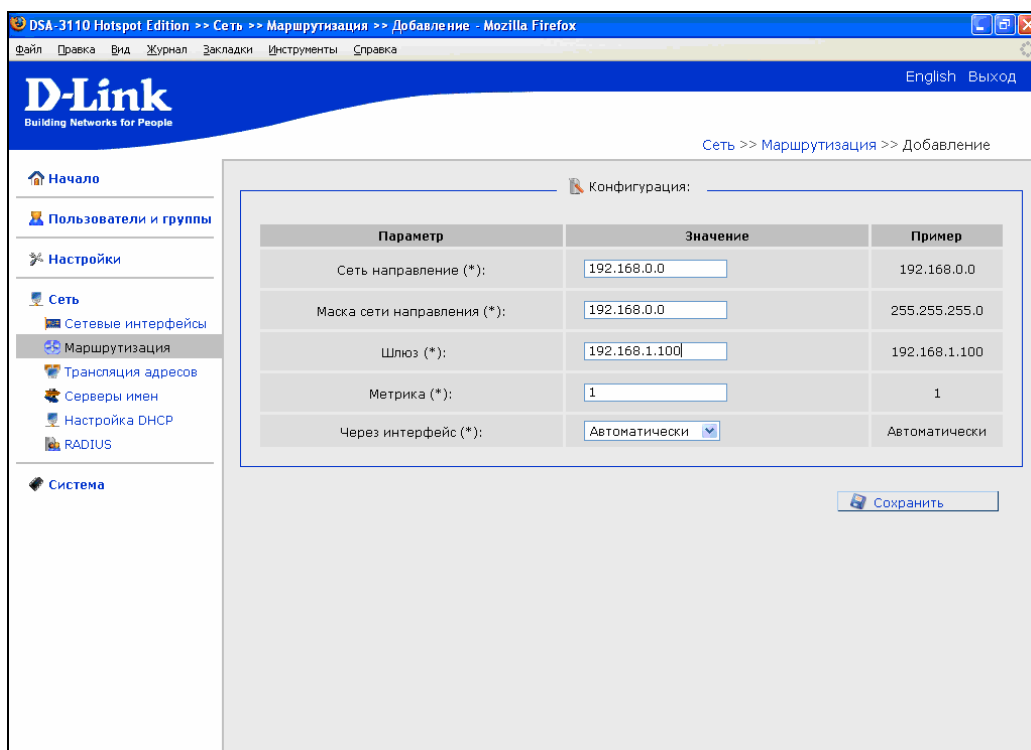 DSA-3110 Hotspot Edition >> Сеть >> Маршрутизация >> Добавление - Mozilla Firefox
Файл Правка Вид Журнал Закладки Инструменты Справка
English Выход
D-Link
Building Networks for People
Сеть >> Маршрутизация >> Добавление
Начало
Пользователи и группы
Настройки
Сеть
Сетевые интерфейсы
Маршрутизация
Трансляция адресов
Серверы имен
Настройка DHCP
RADIUS
Система
Конфигурация:
Параметр Значение Пример
Сеть направление (*): 192.168.0.0 192.168.0.0
Маска сети направления (*): 192.168.0.0 255.255.255.0
Шлюз (*): 192.168.1.100 192.168.1.100
Метрика (*): 1 1
Через интерфейс (*): Автоматически Автоматически
Сохранить